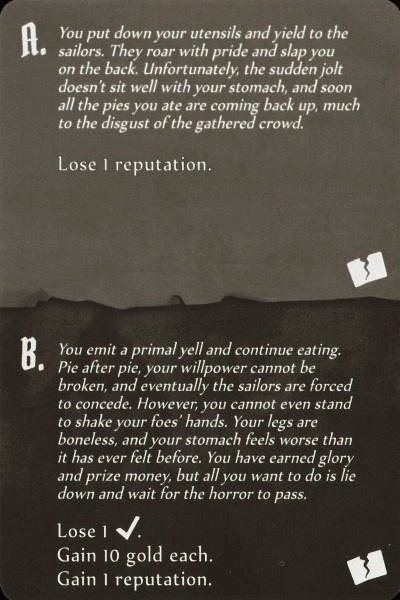 A.
You put down your utensils and yield to the
sailors. They roar with pride and slap you
on the back. Unfortunately, the sudden jolt
doesn't sit well with your stomach, and soon
all the pies you ate are coming back up, much
to the disgust of the gathered crowd.
Lose 1 reputation.
B.
You emit a primal yell and continue eating.
Pie after pie, your willpower cannot be
broken, and eventually the sailors are forced
to concede. However, you cannot even stand
to shake your foes' hands. Your legs are
boneless, and your stomach feels worse than
it has ever felt before. You have earned glory
and prize money, but all you want to do is lie
down and wait for the horror to pass.
Lose 1 ✓.
Gain 10 gold each.
Gain 1 reputation.